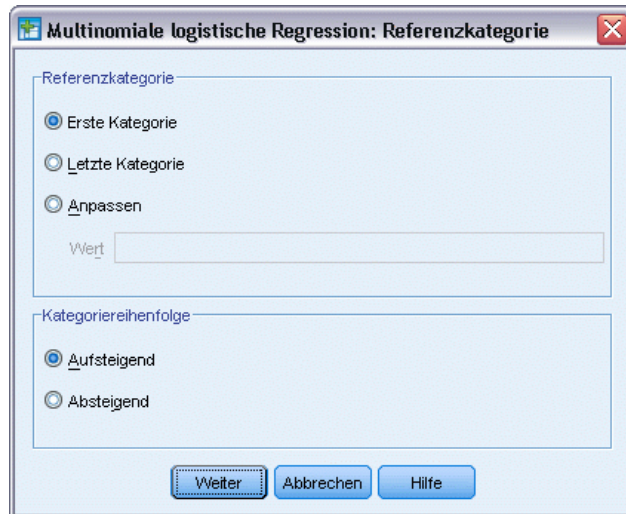 Multinomiale logistische Regression: Referenzkategorie
Referenzkategorie
Erste Kategorie
Letzte Kategorie
Anpassen
Wert
Kategoriereihenfolge
Aufsteigend
Absteigend
Weiter Abbrechen Hilfe